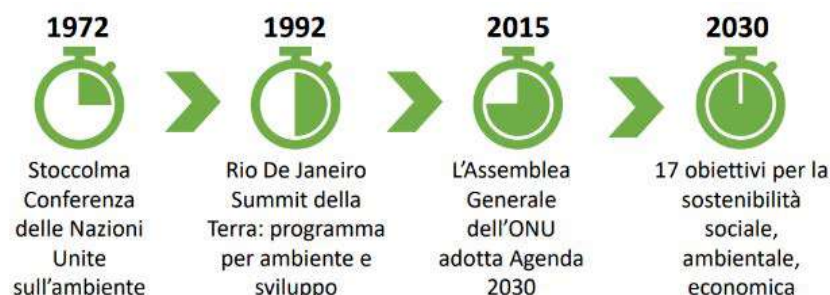 1972
Stoccolma
Conferenza
delle Nazioni
Unite
sull'ambiente
1992
Rio De Janeiro
Summit della
Terra: programma
per ambiente e
sviluppo
2015
L'Assemblea
Generale
dell'ONU
adotta Agenda
2030
2030
17 obiettivi per la
sostenibilità
sociale,
ambientale,
economica